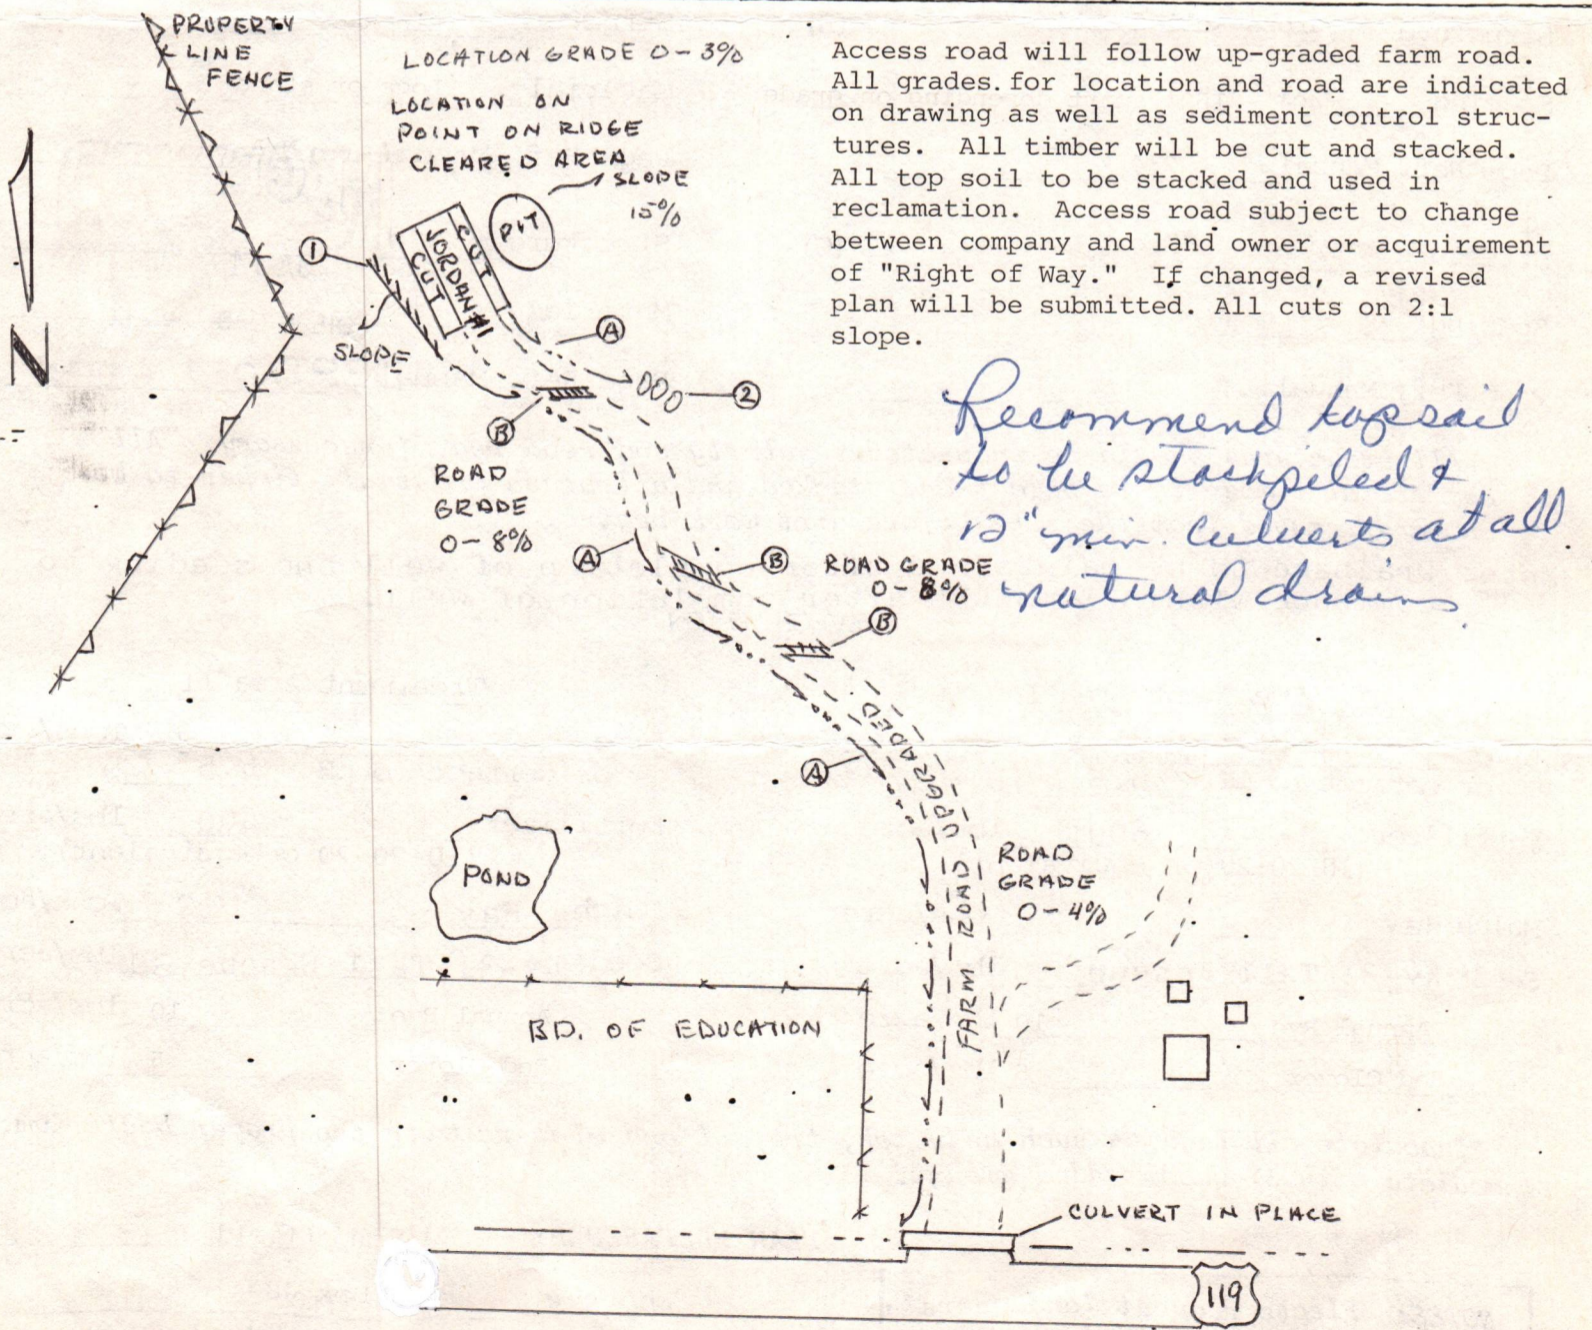 PROPERTY
LINE
FENCE
LOCATION GRADE 0-3%
LOCATION ON
POINT ON RIDGE
CLEARED AREA
SLOPE
15%
PIT
CUT
JORDAN #1
CUT
1
SLOPE
N
A
2
B
Access road will follow up-graded farm road.
All grades for location and road are indicated
on drawing as well as sediment control struc-
tures. All timber will be cut and stacked.
All top soil to be stacked and used in
reclamation. Access road subject to change
between company and land owner or acquirement
of "Right of Way." If changed, a revised
plan will be submitted. All cuts on 2:1
slope.
Recommend topsoil
to be stockpiled &
12" min. culverts at all
natural drains.
ROAD
GRADE
0-8%
A
B
ROAD GRADE
0-8%
B
A
FARM ROAD UPGRADED
ROAD
GRADE
0-4%
POND
BD. OF EDUCATION
CULVERT IN PLACE
119